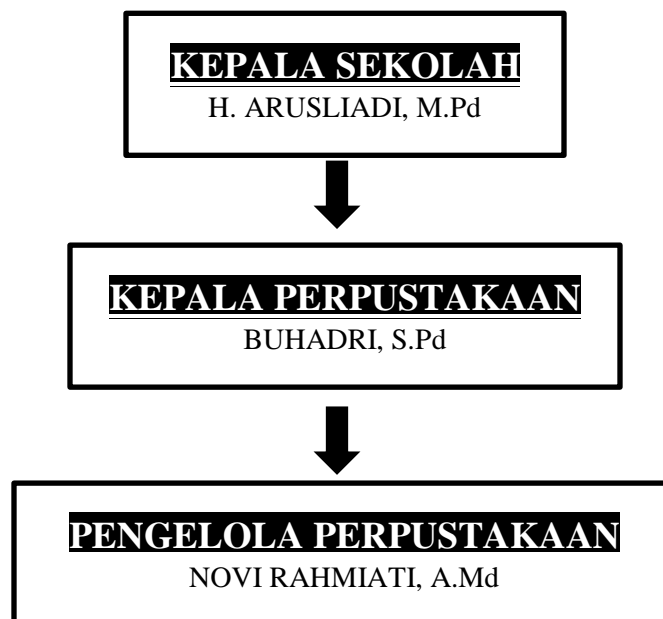 KEPALA SEKOLAH
H. ARUSLIADI, M.Pd
KEPALA PERPUSTAKAAN
BUHADRI, S.Pd
PENGELOLA PERPUSTAKAAN
NOVI RAHMIATI, A.Md